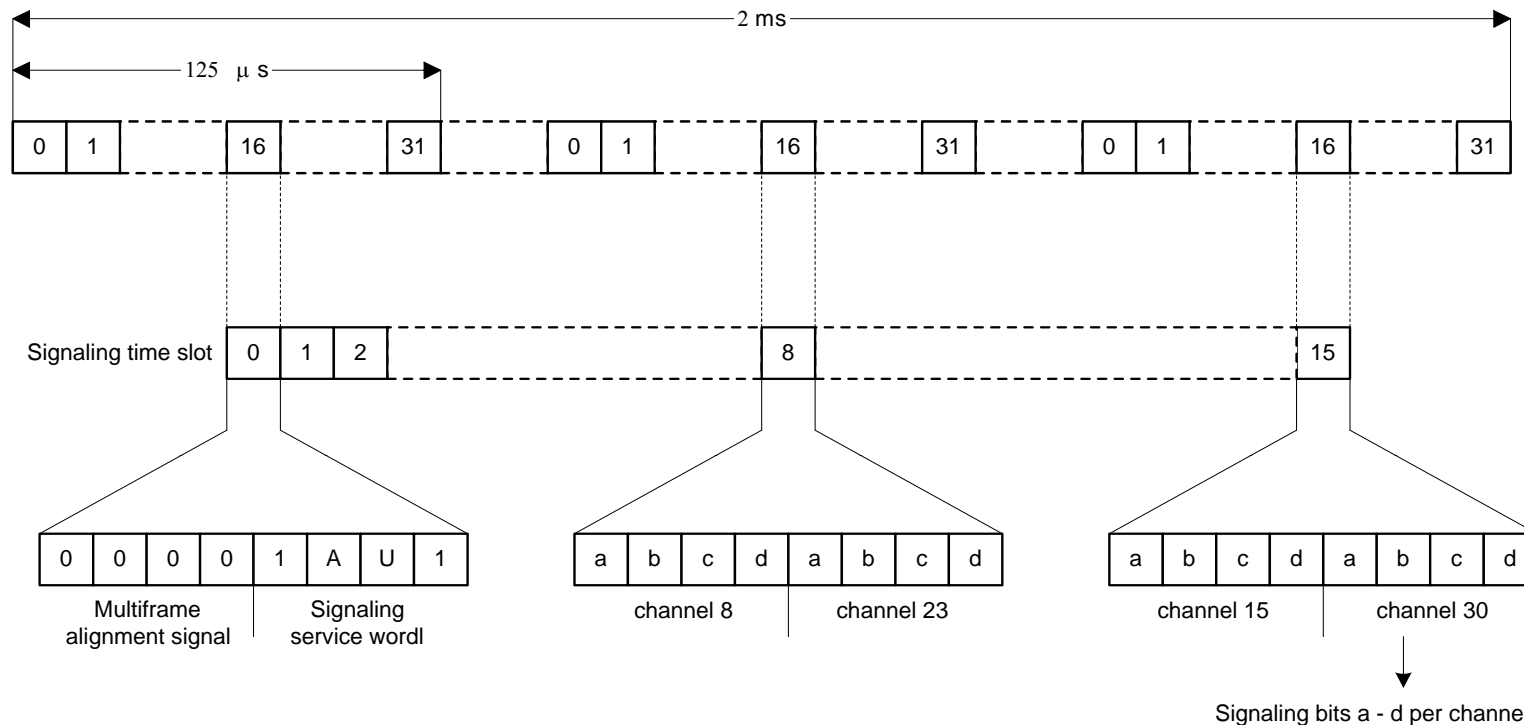 2 ms
125 μ s
0 1 16 31 0 1 16 31 0 1 16 31
Signaling time slot 0 1 2 8 15
0 0 0 0 1 A U 1 a b c d a b c d a b c d a b c d
Multiframe alignment signal
Signaling service wordl
channel 8 channel 23 channel 15 channel 30
Signaling bits a - d per channe